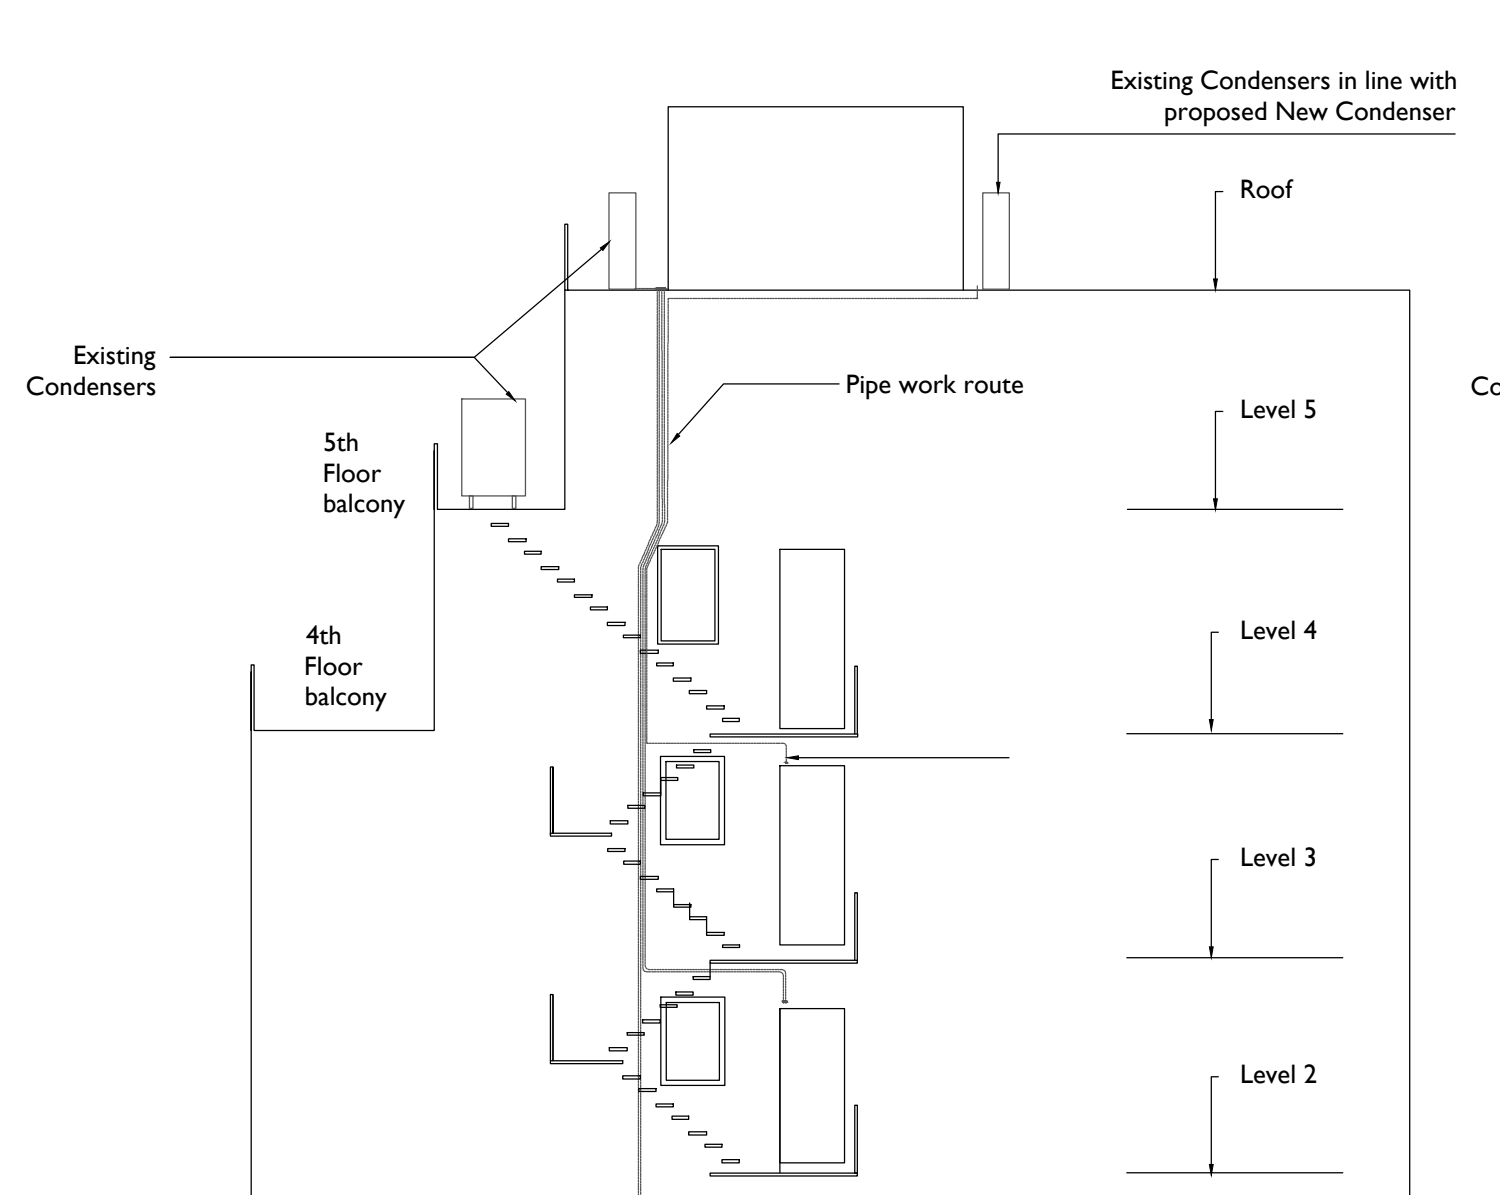 Existing Condensers in line with
proposed New Condenser
Roof
Existing
Condensers
Pipe work route
Level 5
5th
Floor
balcony
4th
Floor
balcony
Level 4
Level 3
Level 2